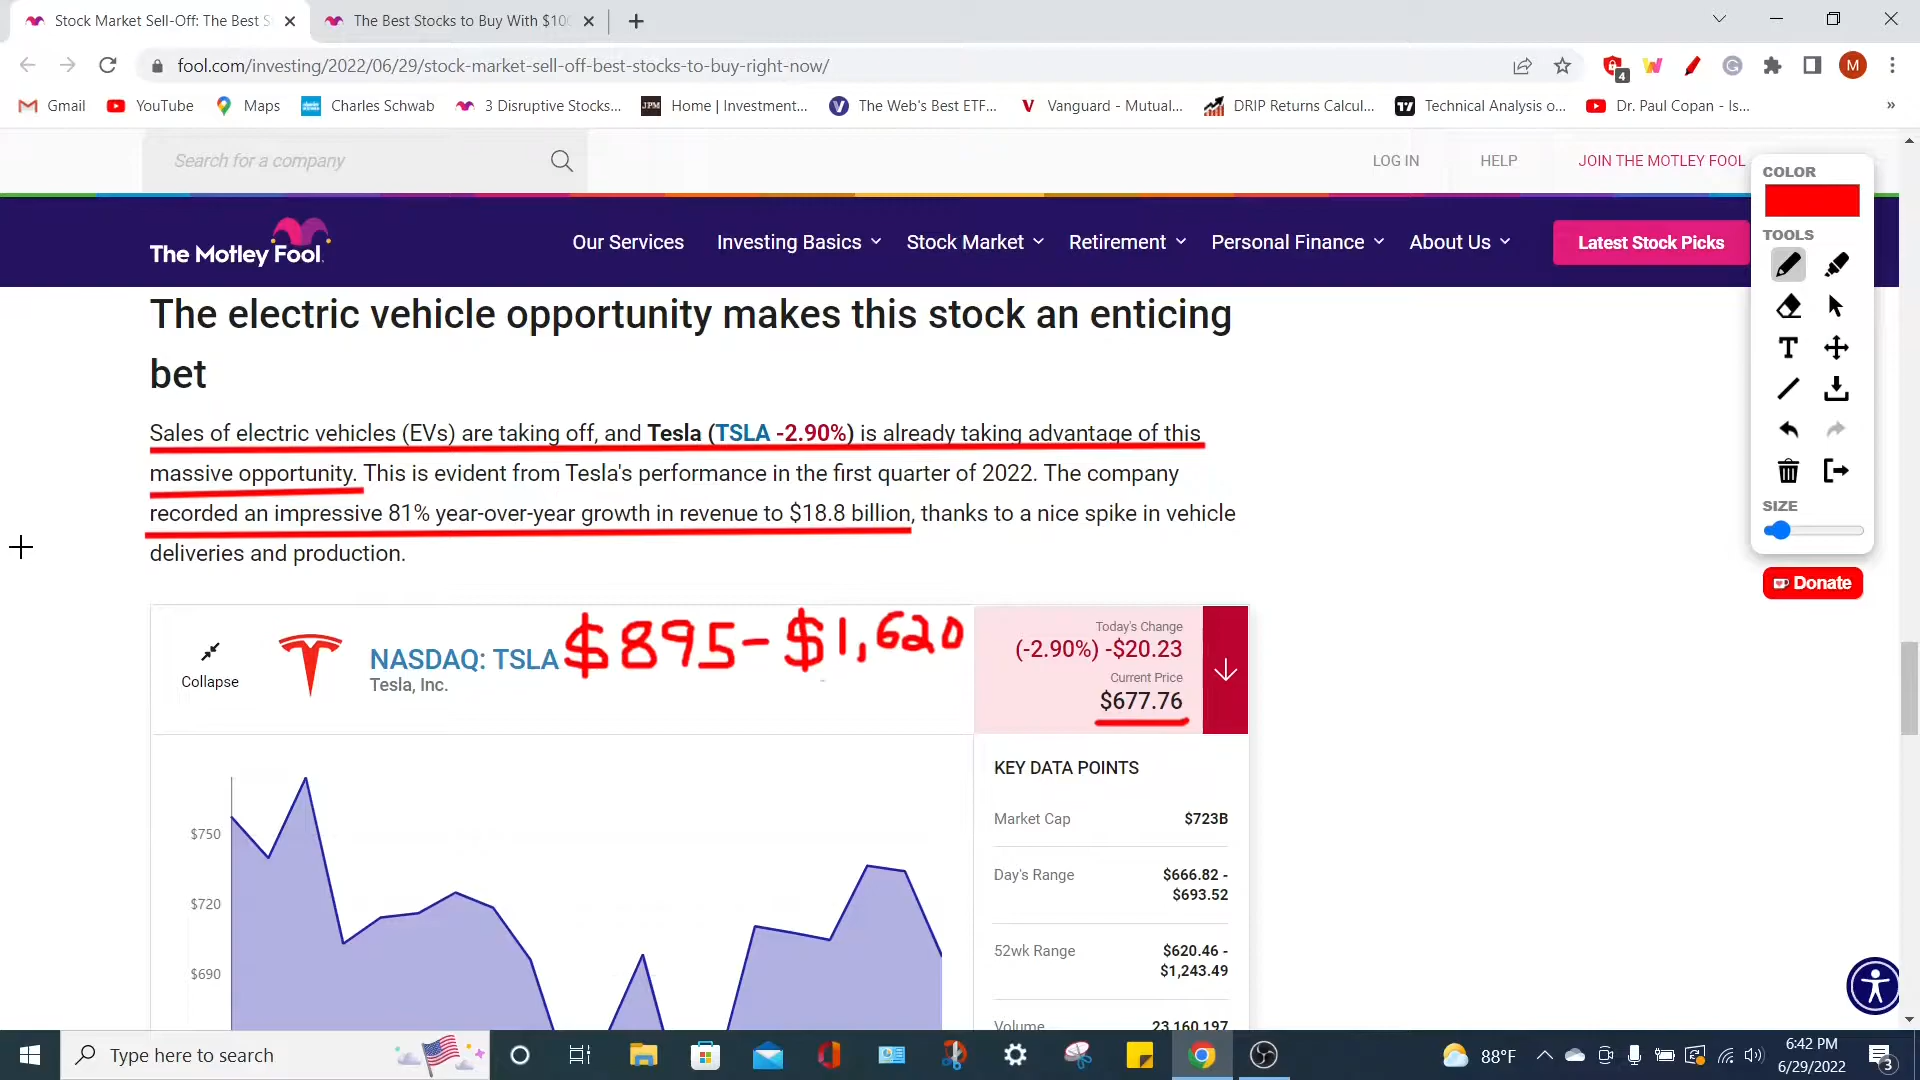 Stock Market Sell-Off: The Best S
The Best Stocks to Buy With $100
fool.com/investing/2022/06/29/stock-market-sell-off-best-stocks-to-buy-right-now/
4
M
Gmail
YouTube
Maps
Charles Schwab
3 Disruptive Stocks...
JPM Home | Investment...
The Web's Best ETF...
Vanguard - Mutual...
DRIP Returns Calcul...
Technical Analysis o...
Dr. Paul Copan - Is...
»
Search for a company
LOG IN
HELP
JOIN THE MOTLEY FOOL
The Motley Fool.
Our Services
Investing Basics
Stock Market
Retirement
Personal Finance
About Us
Latest Stock Picks
COLOR
TOOLS
T
SIZE
Donate
The electric vehicle opportunity makes this stock an enticing
bet
Sales of electric vehicles (EVs) are taking off, and Tesla (TSLA -2.90%) is already taking advantage of this
massive opportunity. This is evident from Tesla's performance in the first quarter of 2022. The company
recorded an impressive 81% year-over-year growth in revenue to $18.8 billion, thanks to a nice spike in vehicle
deliveries and production.
Collapse
NASDAQ: TSLA
Tesla, Inc.
$895-$1,620
Today's Change
(-2.90%) -$20.23
Current Price
$677.76
$750
$720
$690
KEY DATA POINTS
Market Cap $723B
Day's Range $666.82 -
$693.52
52wk Range $620.46 -
$1,243.49
Volume 23,160,197
Type here to search
88°F
6:42 PM
6/29/2022
3